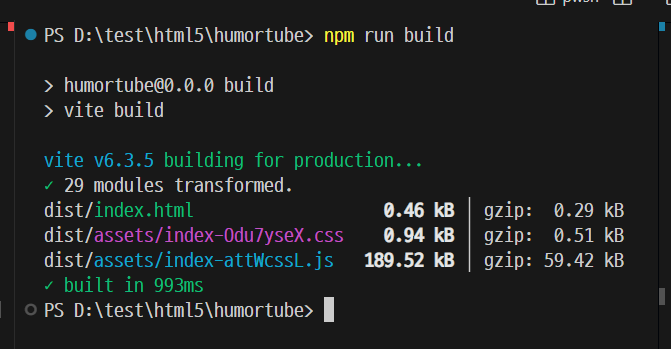 PS D:\test\html5\humortube> npm run build
> humortube@0.0.0 build
> vite build
vite v6.3.5 building for production...
✓ 29 modules transformed.
dist/index.html 0.46 kB │ gzip: 0.29 kB
dist/assets/index-Odu7yseX.css 0.94 kB │ gzip: 0.51 kB
dist/assets/index-attWcssL.js 189.52 kB │ gzip: 59.42 kB
✓ built in 993ms
PS D:\test\html5\humortube>